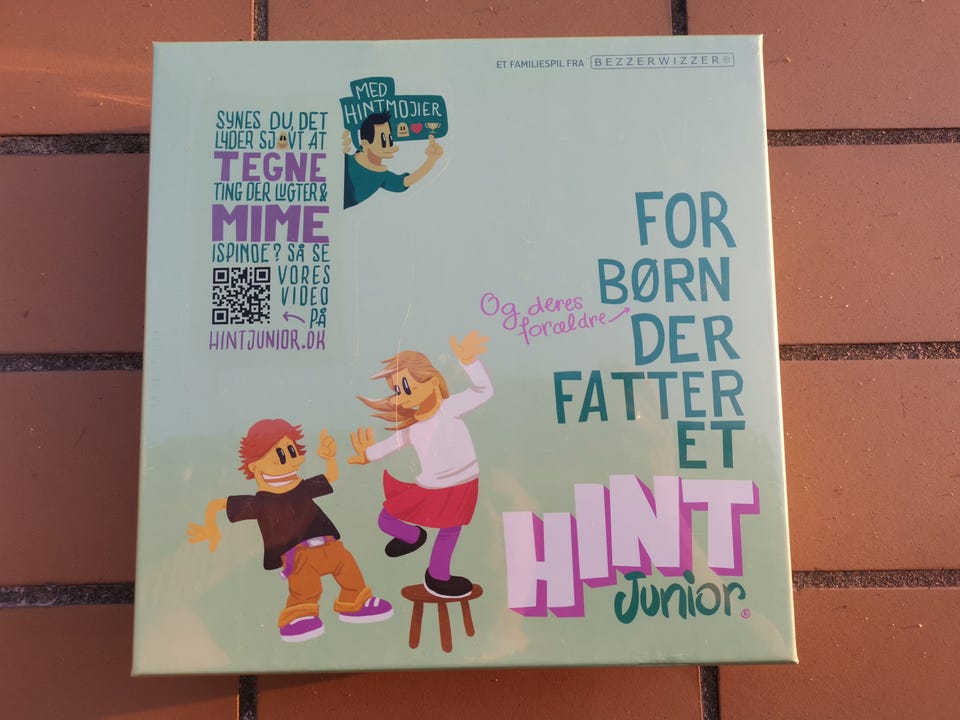 ET FAMILIESPIL FRA BEZZERWIZZER®
MED
HINTMOJIER
SYNES DU, DET
LYDER SJOVT AT
TEGNE
TING DER LUGTER &
MIME
ISPINDE? SÅ SE
VORES
VIDEO
PÅ
HINTJUNIOR.DK
FOR
BØRN
Og deres
forældre
DER
FATTER
ET
HINT
Junior®